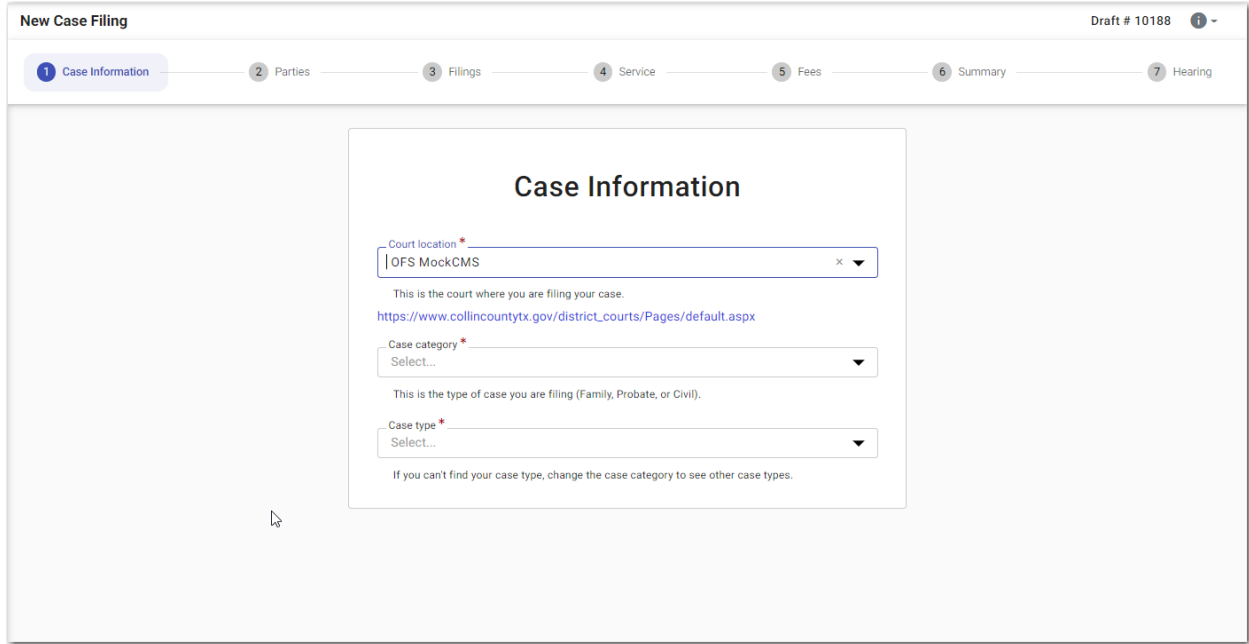 New Case Filing
Draft # 10188
1 Case Information
2 Parties
3 Filings
4 Service
5 Fees
6 Summary
7 Hearing
Case Information
Court location *
OFS MockCMS
This is the court where you are filing your case.
https://www.collincountytx.gov/district_courts/Pages/default.aspx
Case category *
Select...
This is the type of case you are filing (Family, Probate, or Civil).
Case type *
Select...
If you can't find your case type, change the case category to see other case types.